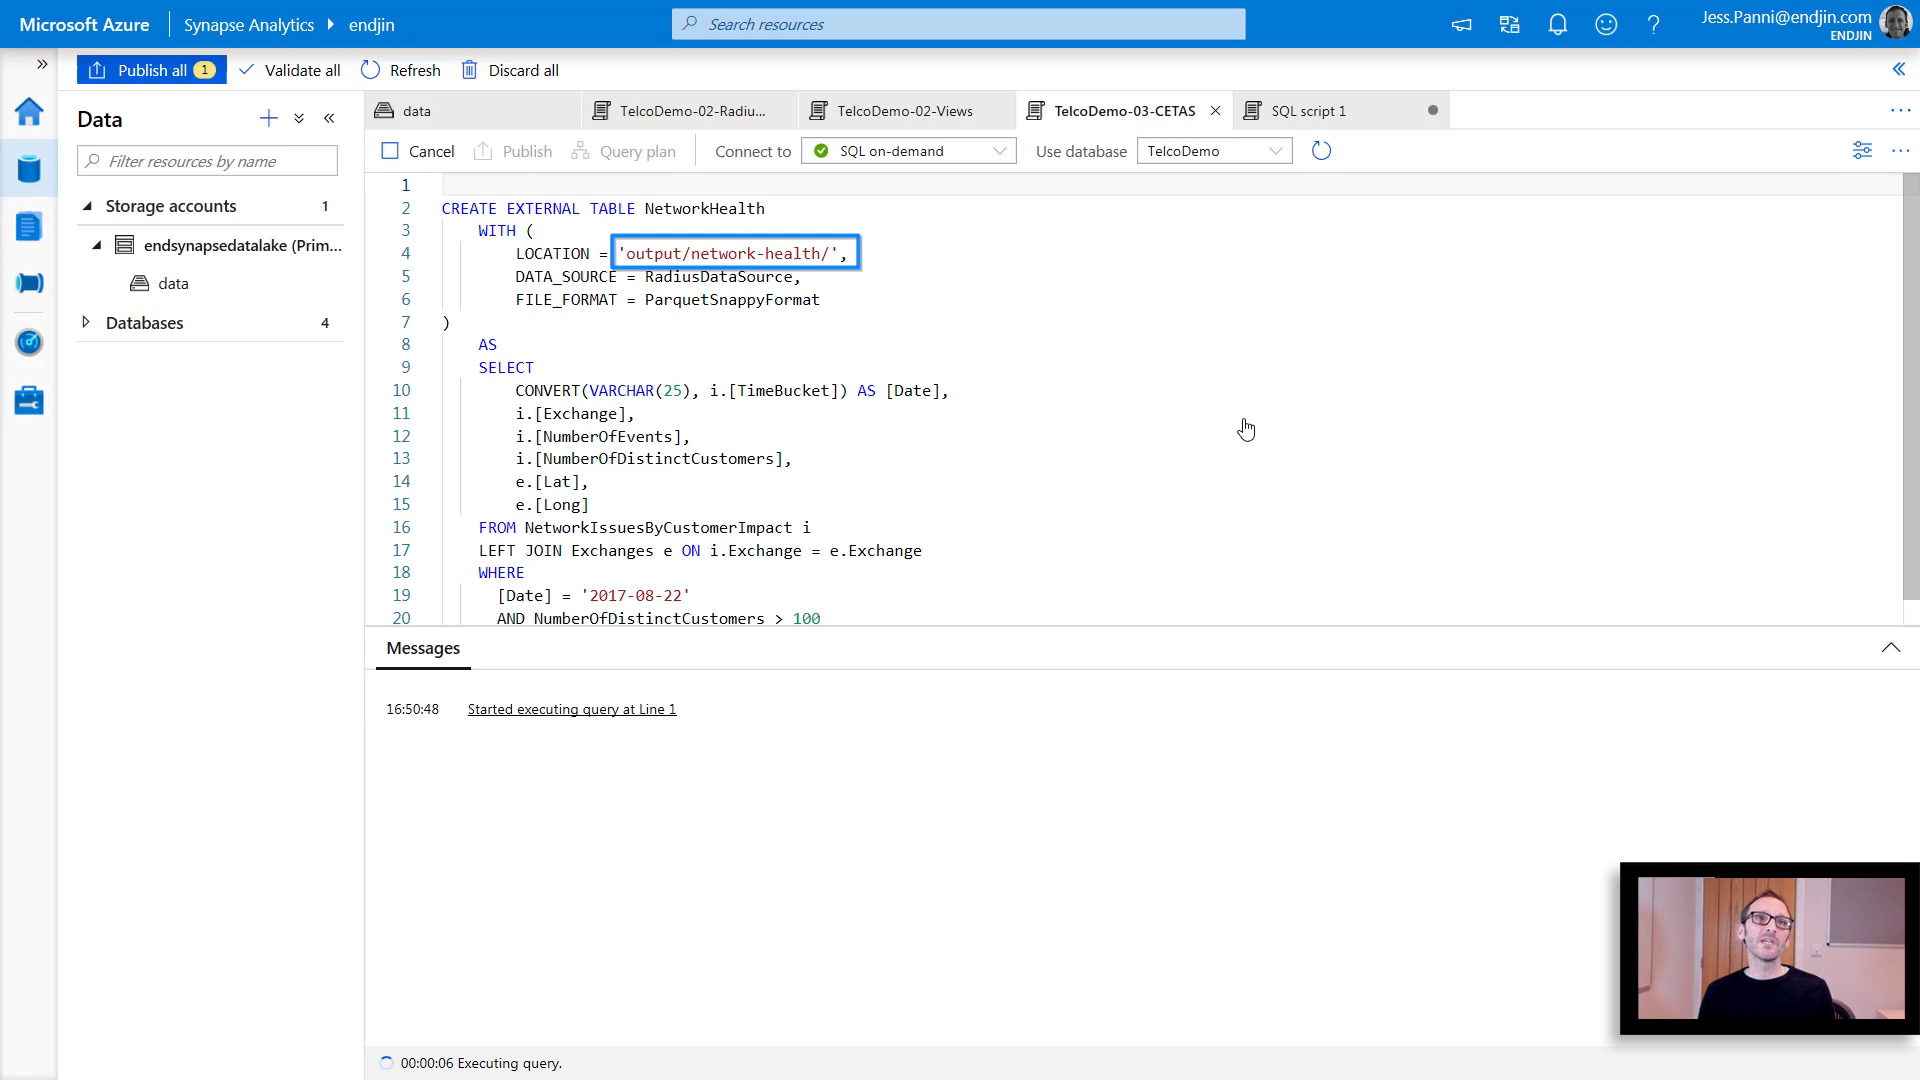 Microsoft Azure
Synapse Analytics
endjin
Search resources
Jess.Panni@endjin.com
ENDJIN
Publish all
1
Validate all
Refresh
Discard all
Data
Filter resources by name
Storage accounts 1
endsynapsedatalake (Prim...
data
Databases 4
data
TelcoDemo-02-Radiu...
TelcoDemo-02-Views
TelcoDemo-03-CETAS
SQL script 1
Cancel
Publish
Query plan
Connect to
SQL on-demand
Use database
TelcoDemo
1
2 CREATE EXTERNAL TABLE NetworkHealth
3 WITH (
4 LOCATION = 'output/network-health/',
5 DATA_SOURCE = RadiusDataSource,
6 FILE_FORMAT = ParquetSnappyFormat
7 )
8 AS
9 SELECT
10 CONVERT(VARCHAR(25), i.[TimeBucket]) AS [Date],
11 i.[Exchange],
12 i.[NumberOfEvents],
13 i.[NumberOfDistinctCustomers],
14 e.[Lat],
15 e.[Long]
16 FROM NetworkIssuesByCustomerImpact i
17 LEFT JOIN Exchanges e ON i.Exchange = e.Exchange
18 WHERE
19 [Date] = '2017-08-22'
20 AND NumberOfDistinctCustomers > 100
Messages
16:50:48 Started executing query at Line 1
00:00:06 Executing query.